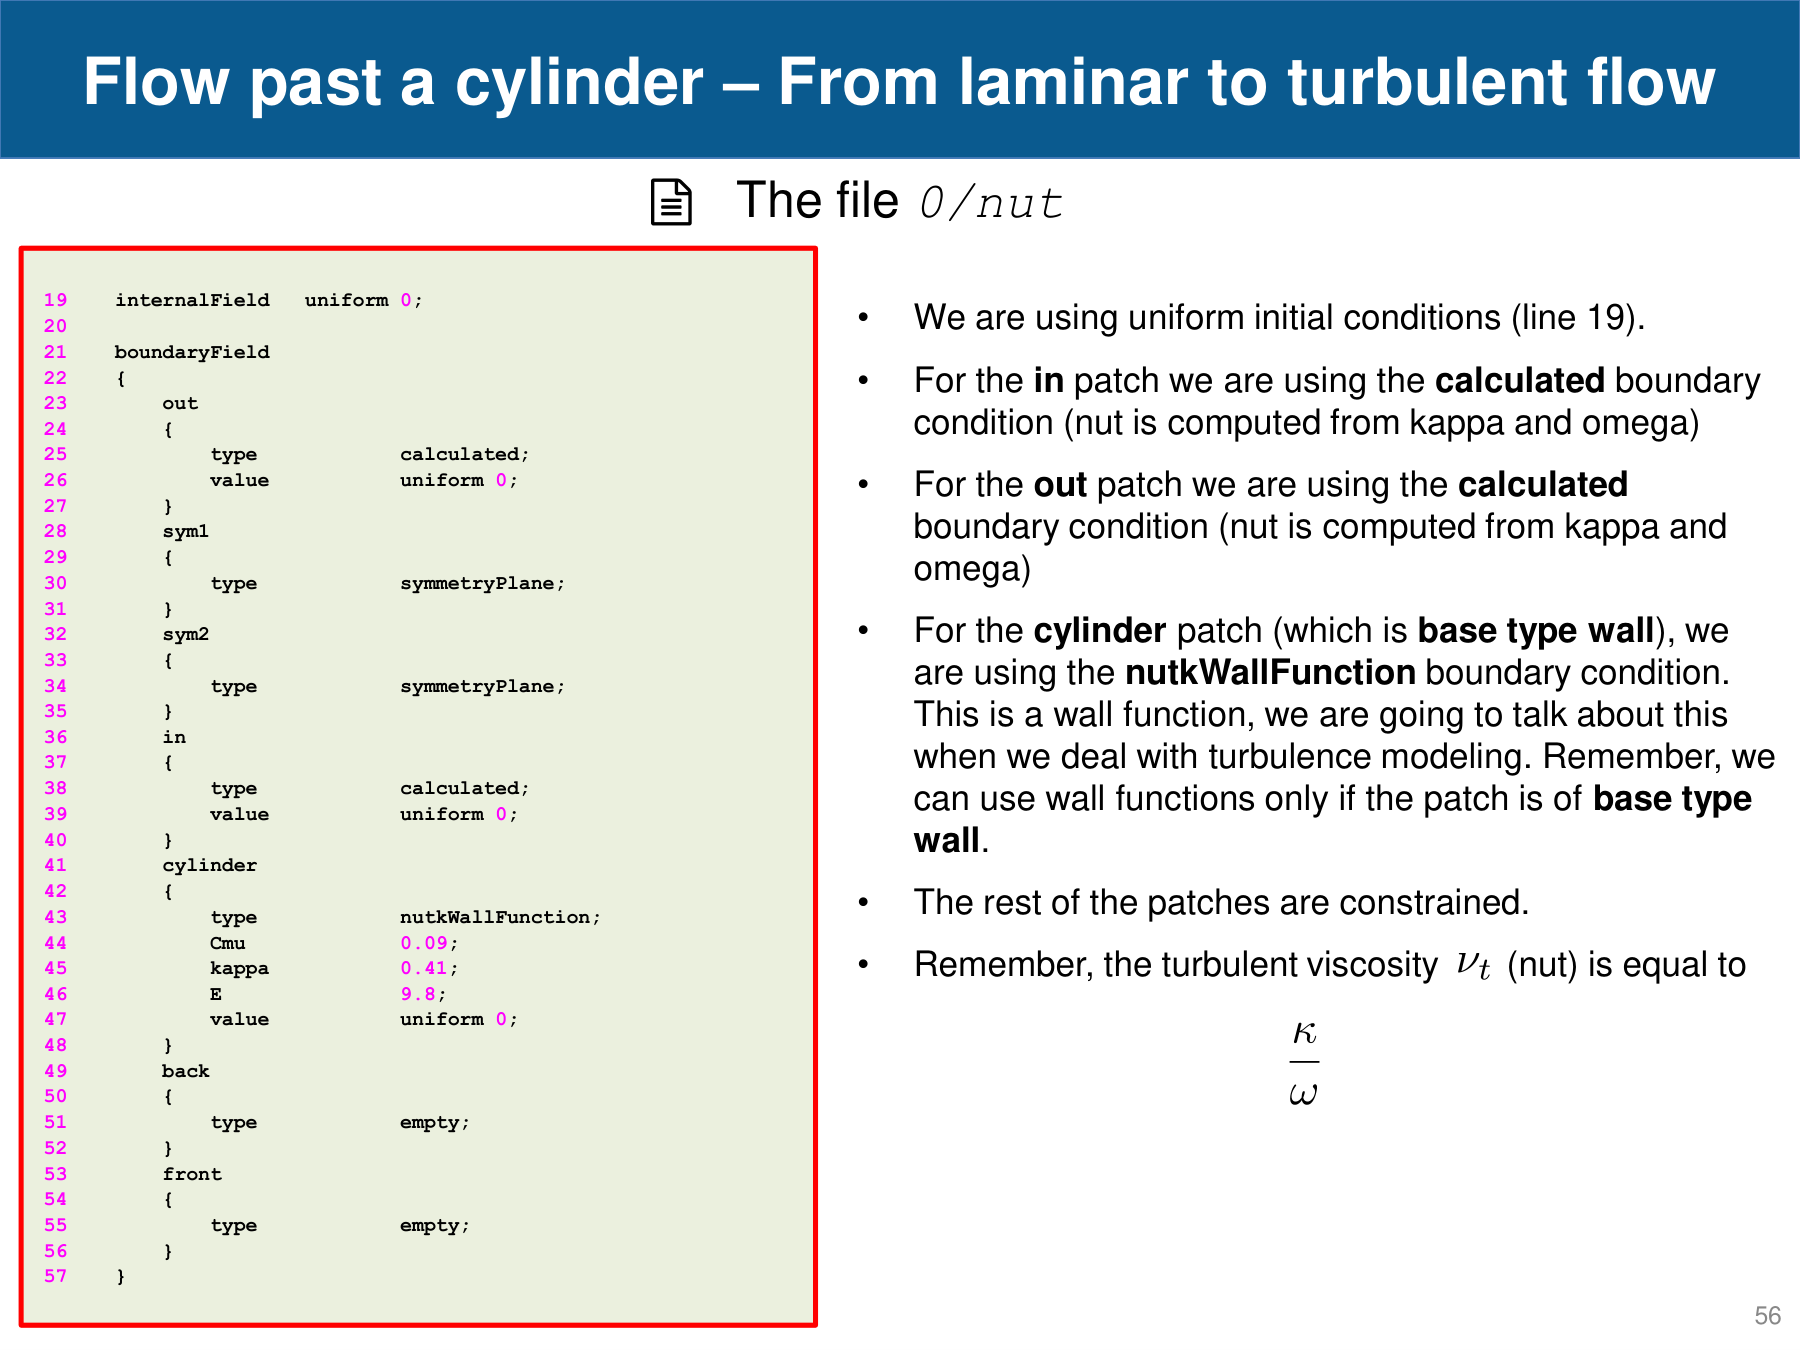 Flow past a cylinder – From laminar to turbulent flow
The file 0/nut
19    internalField   uniform 0;
20
21    boundaryField
22    {
23        out
24        {
25            type            calculated;
26            value           uniform 0;
27        }
28        sym1
29        {
30            type            symmetryPlane;
31        }
32        sym2
33        {
34            type            symmetryPlane;
35        }
36        in
37        {
38            type            calculated;
39            value           uniform 0;
40        }
41        cylinder
42        {
43            type            nutkWallFunction;
44            Cmu             0.09;
45            kappa           0.41;
46            E               9.8;
47            value           uniform 0;
48        }
49        back
50        {
51            type            empty;
52        }
53        front
54        {
55            type            empty;
56        }
57    }
• We are using uniform initial conditions (line 19).
• For the in patch we are using the calculated boundary
condition (nut is computed from kappa and omega)
• For the out patch we are using the calculated
boundary condition (nut is computed from kappa and
omega)
• For the cylinder patch (which is base type wall), we
are using the nutkWallFunction boundary condition.
This is a wall function, we are going to talk about this
when we deal with turbulence modeling. Remember, we
can use wall functions only if the patch is of base type
wall.
• The rest of the patches are constrained.
• Remember, the turbulent viscosity ν_t (nut) is equal to
κ
ω
56